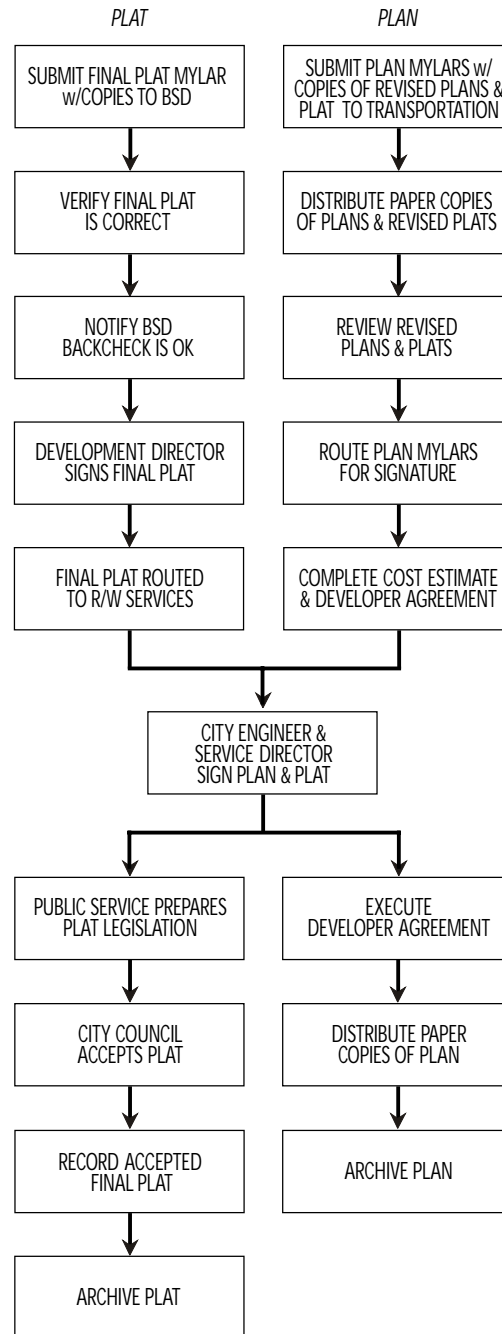 PLAT
PLAN
SUBMIT FINAL PLAT MYLAR
w/COPIES TO BSD
SUBMIT PLAN MYLARS w/
COPIES OF REVISED PLANS &
PLAT TO TRANSPORTATION
VERIFY FINAL PLAT
IS CORRECT
DISTRIBUTE PAPER COPIES
OF PLANS & REVISED PLATS
NOTIFY BSD
BACKCHECK IS OK
REVIEW REVISED
PLANS & PLATS
DEVELOPMENT DIRECTOR
SIGNS FINAL PLAT
ROUTE PLAN MYLARS
FOR SIGNATURE
FINAL PLAT ROUTED
TO R/W SERVICES
COMPLETE COST ESTIMATE
& DEVELOPER AGREEMENT
CITY ENGINEER &
SERVICE DIRECTOR
SIGN PLAN & PLAT
PUBLIC SERVICE PREPARES
PLAT LEGISLATION
EXECUTE
DEVELOPER AGREEMENT
CITY COUNCIL
ACCEPTS PLAT
DISTRIBUTE PAPER
COPIES OF PLAN
RECORD ACCEPTED
FINAL PLAT
ARCHIVE PLAN
ARCHIVE PLAT